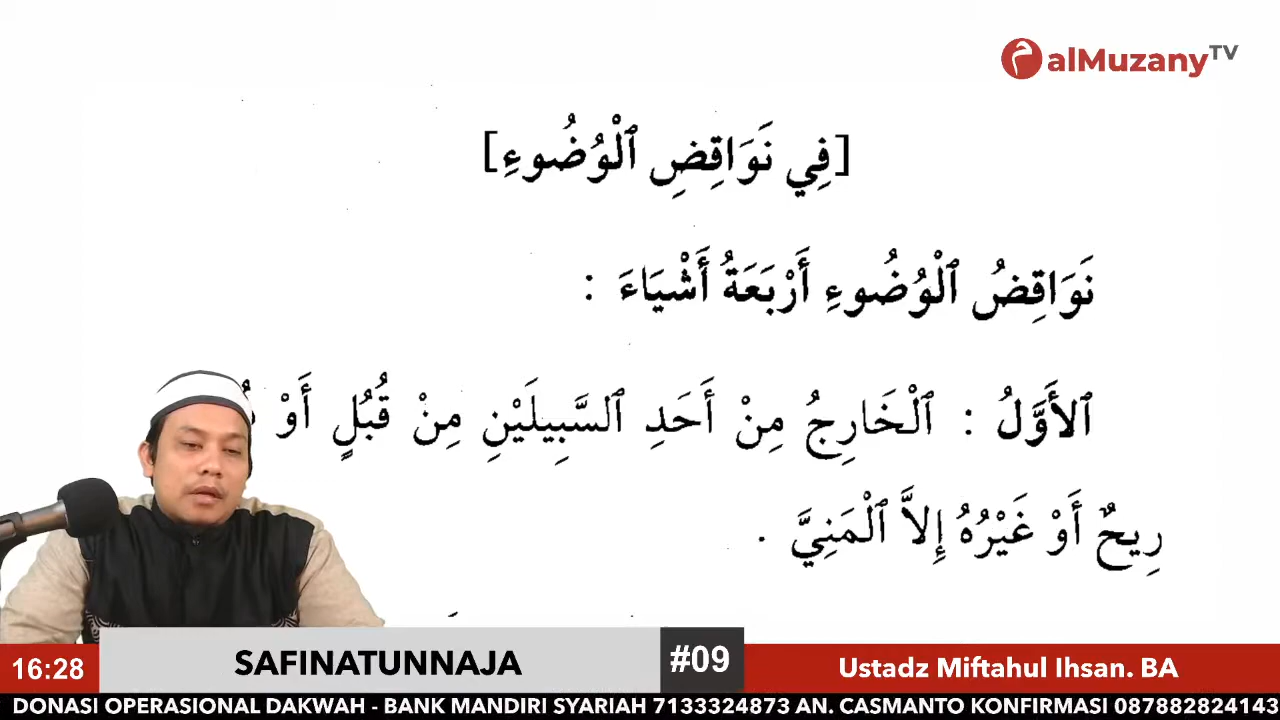 alMuzanyTV
[فِي نَوَاقِضِ ٱلْوُضُوءِ]
نَوَاقِضُ ٱلْوُضُوءِ أَرْبَعَةُ أَشْيَاءَ :
ٱلأَوَّلُ : ٱلْخَارِجُ مِنْ أَحَدِ ٱلسَّبِيلَيْنِ مِنْ قُبُلٍ أَوْ
رِيحٌ أَوْ غَيْرُهُ إِلاَّ ٱلْمَنِيَّ .
16:28
SAFINATUNNAJA
#09
Ustadz Miftahul Ihsan. BA
DONASI OPERASIONAL DAKWAH - BANK MANDIRI SYARIAH 7133324873 AN. CASMANTO KONFIRMASI 087882824143